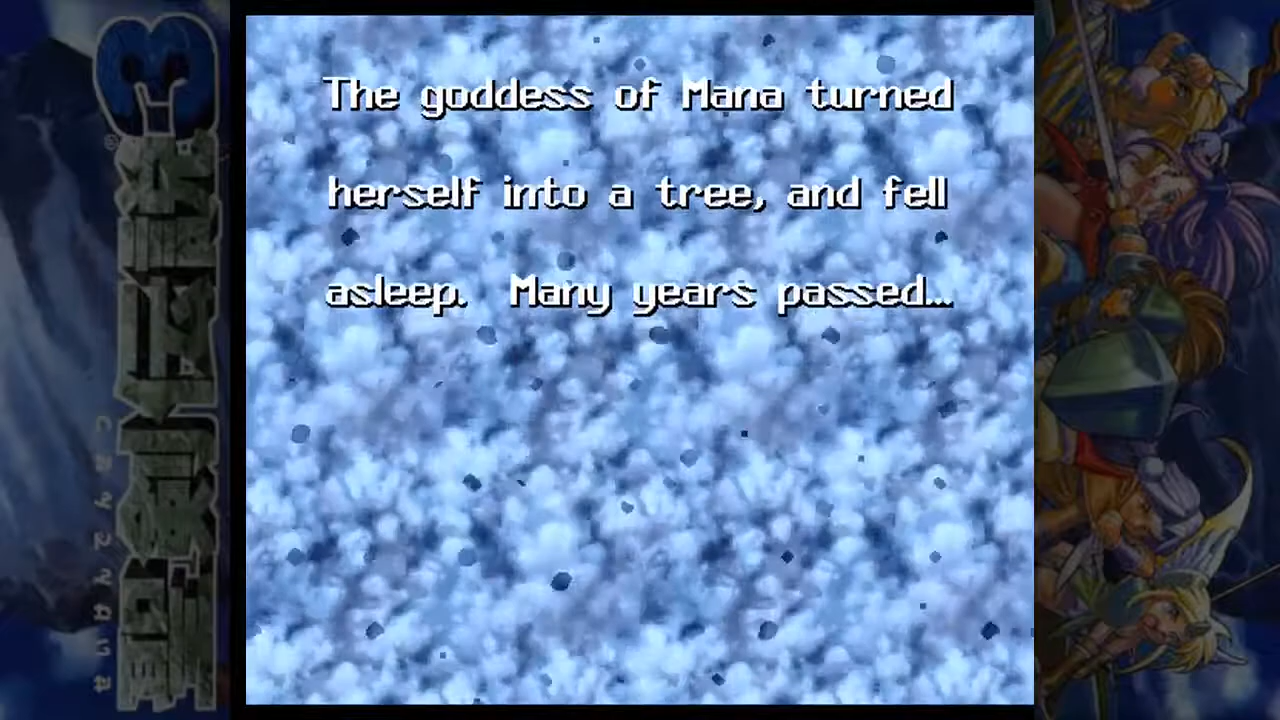 The goddess of Mana turned
herself into a tree, and fell
asleep. Many years passed...